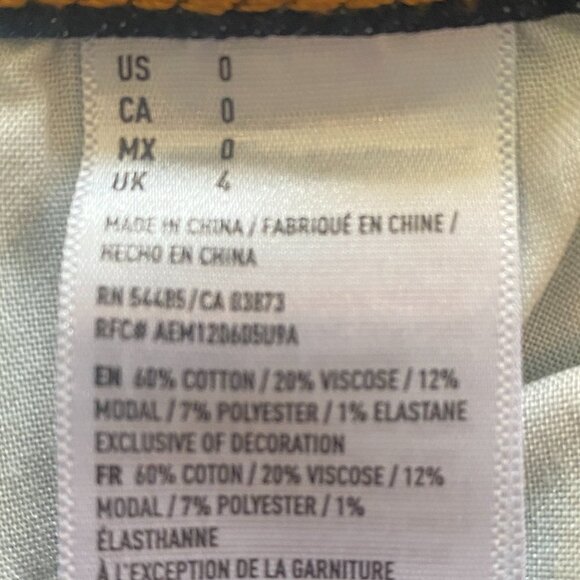 US 0
CA 0
MX 0
UK 4
MADE IN CHINA / FABRIQUÉ EN CHINE /
HECHO EN CHINA
RN 54485/CA 03873
RFC# AEM120605U9A
EN 60% COTTON / 20% VISCOSE / 12%
MODAL / 7% POLYESTER / 1% ELASTANE
EXCLUSIVE OF DECORATION
FR 60% COTON / 20% VISCOSE / 12%
MODAL / 7% POLYESTER / 1%
ÉLASTHANNE
À L'EXCEPTION DE LA GARNITURE